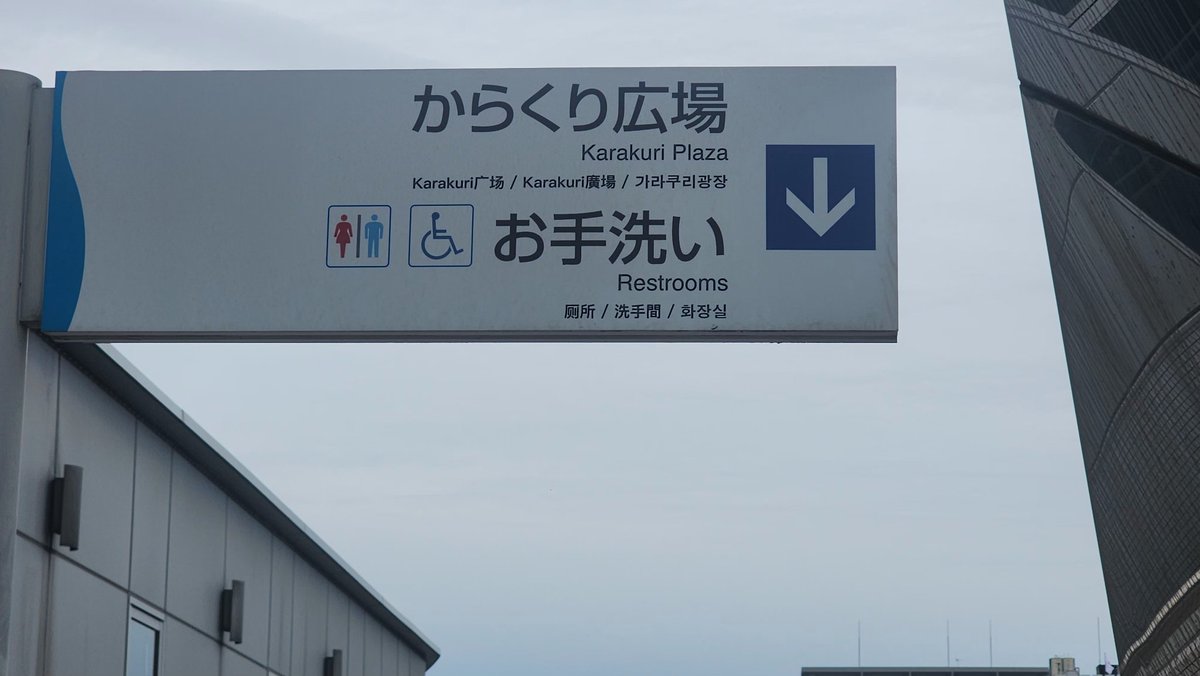 からくり広場
Karakuri Plaza
Karakuri广场 / Karakuri廣場 / 가라쿠리광장
お手洗い
Restrooms
厕所 / 洗手間 / 화장실